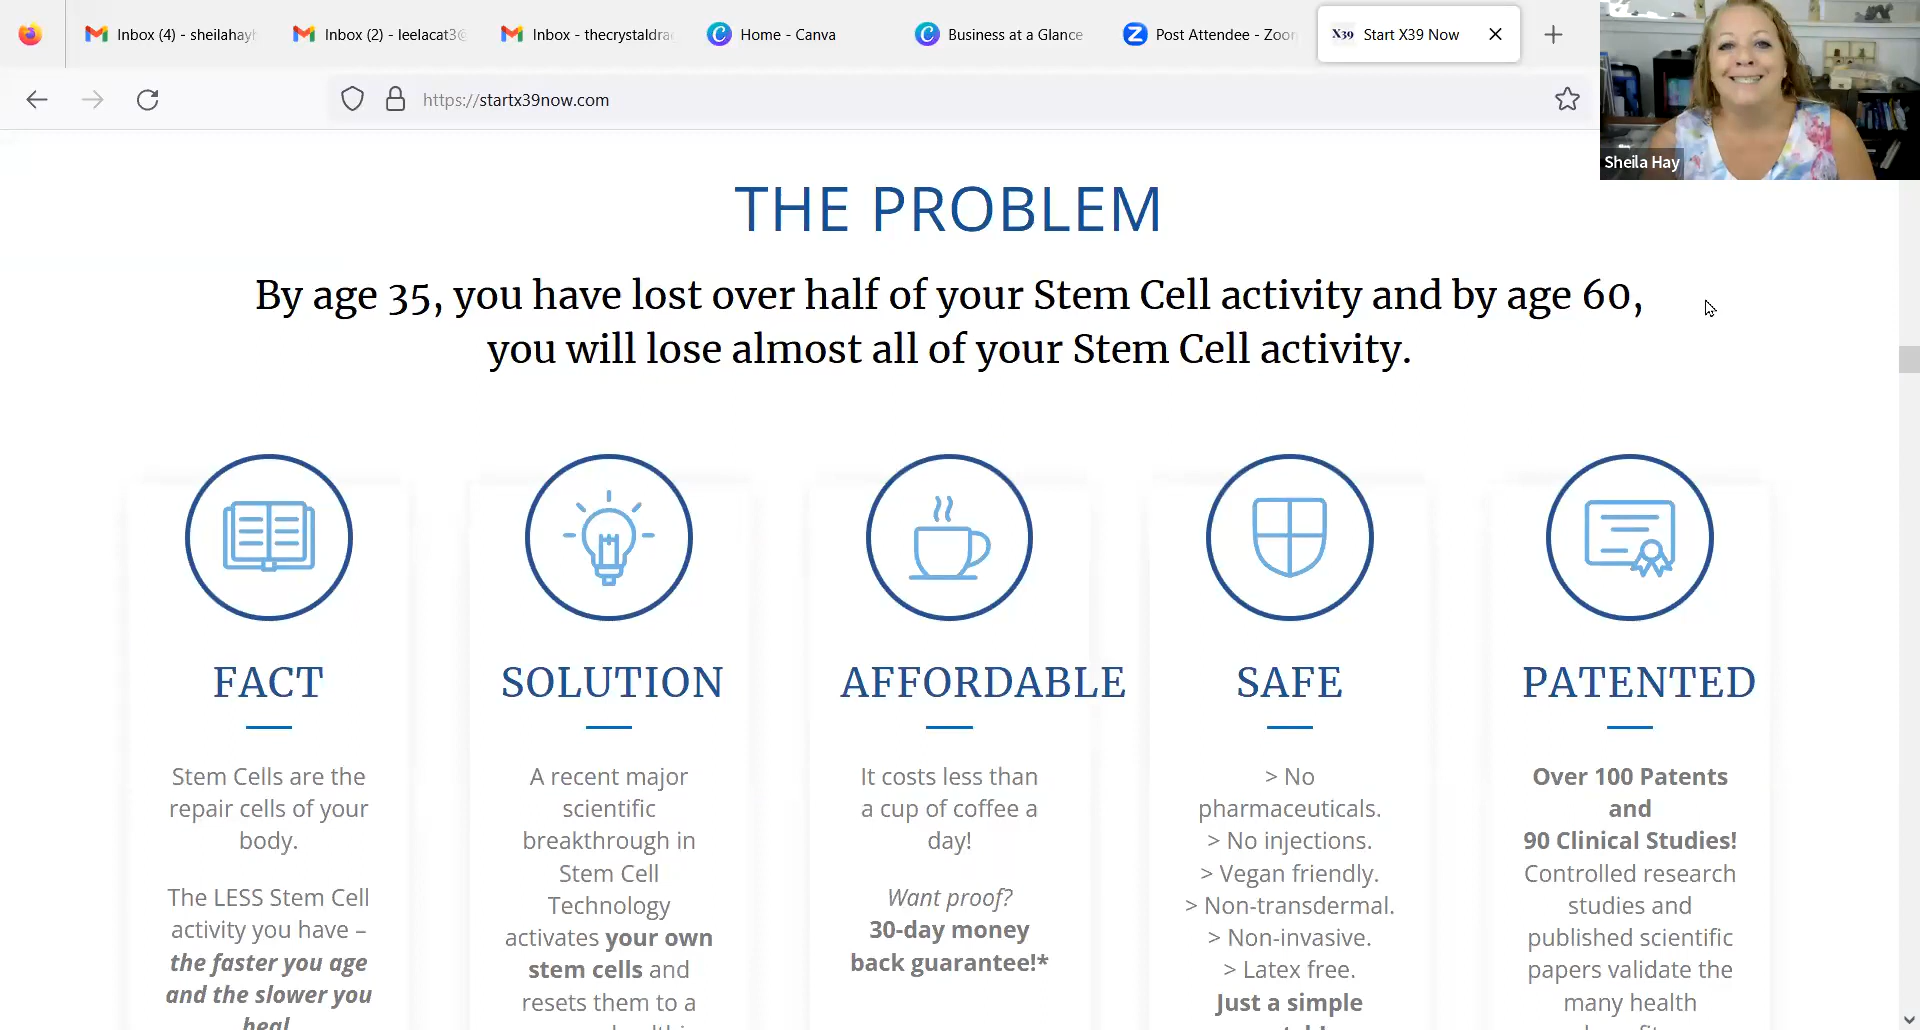 Inbox (4) - sheilahay
Inbox (2) - leelacat3@
Inbox - thecrystaldra
Home - Canva
Business at a Glance
Post Attendee - Zoo
X39 Start X39 Now
https://startx39now.com
Sheila Hay
THE PROBLEM
By age 35, you have lost over half of your Stem Cell activity and by age 60,
you will lose almost all of your Stem Cell activity.
FACT
Stem Cells are the
repair cells of your
body.
The LESS Stem Cell
activity you have –
the faster you age
and the slower you
heal
SOLUTION
A recent major
scientific
breakthrough in
Stem Cell
Technology
activates your own
stem cells and
resets them to a
AFFORDABLE
It costs less than
a cup of coffee a
day!
Want proof?
30-day money
back guarantee!*
SAFE
> No
pharmaceuticals.
> No injections.
> Vegan friendly.
> Non-transdermal.
> Non-invasive.
> Latex free.
Just a simple
PATENTED
Over 100 Patents
and
90 Clinical Studies!
Controlled research
studies and
published scientific
papers validate the
many health